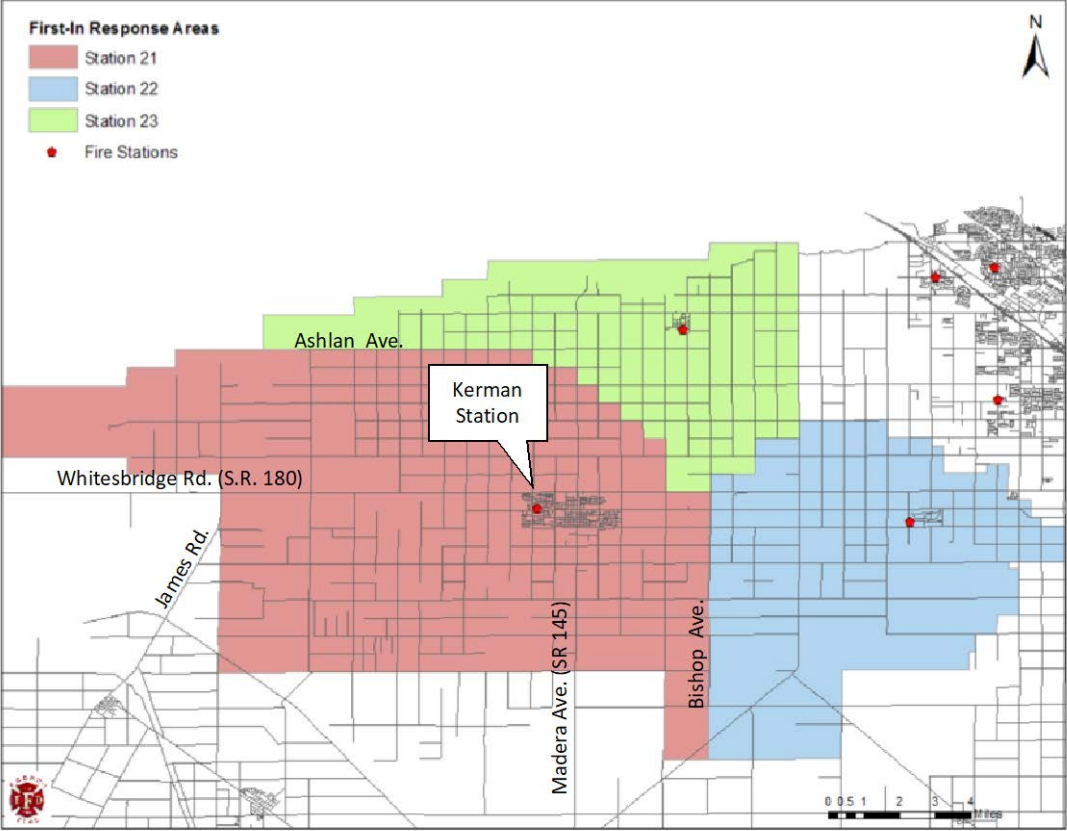 First-In Response Areas
Station 21
Station 22
Station 23
Fire Stations
N
Ashlan Ave.
Kerman
Station
Whitesbridge Rd. (S.R. 180)
James Rd.
Madera Ave. (SR 145)
Bishop Ave.
0 0.5 1 2 3 4
Miles